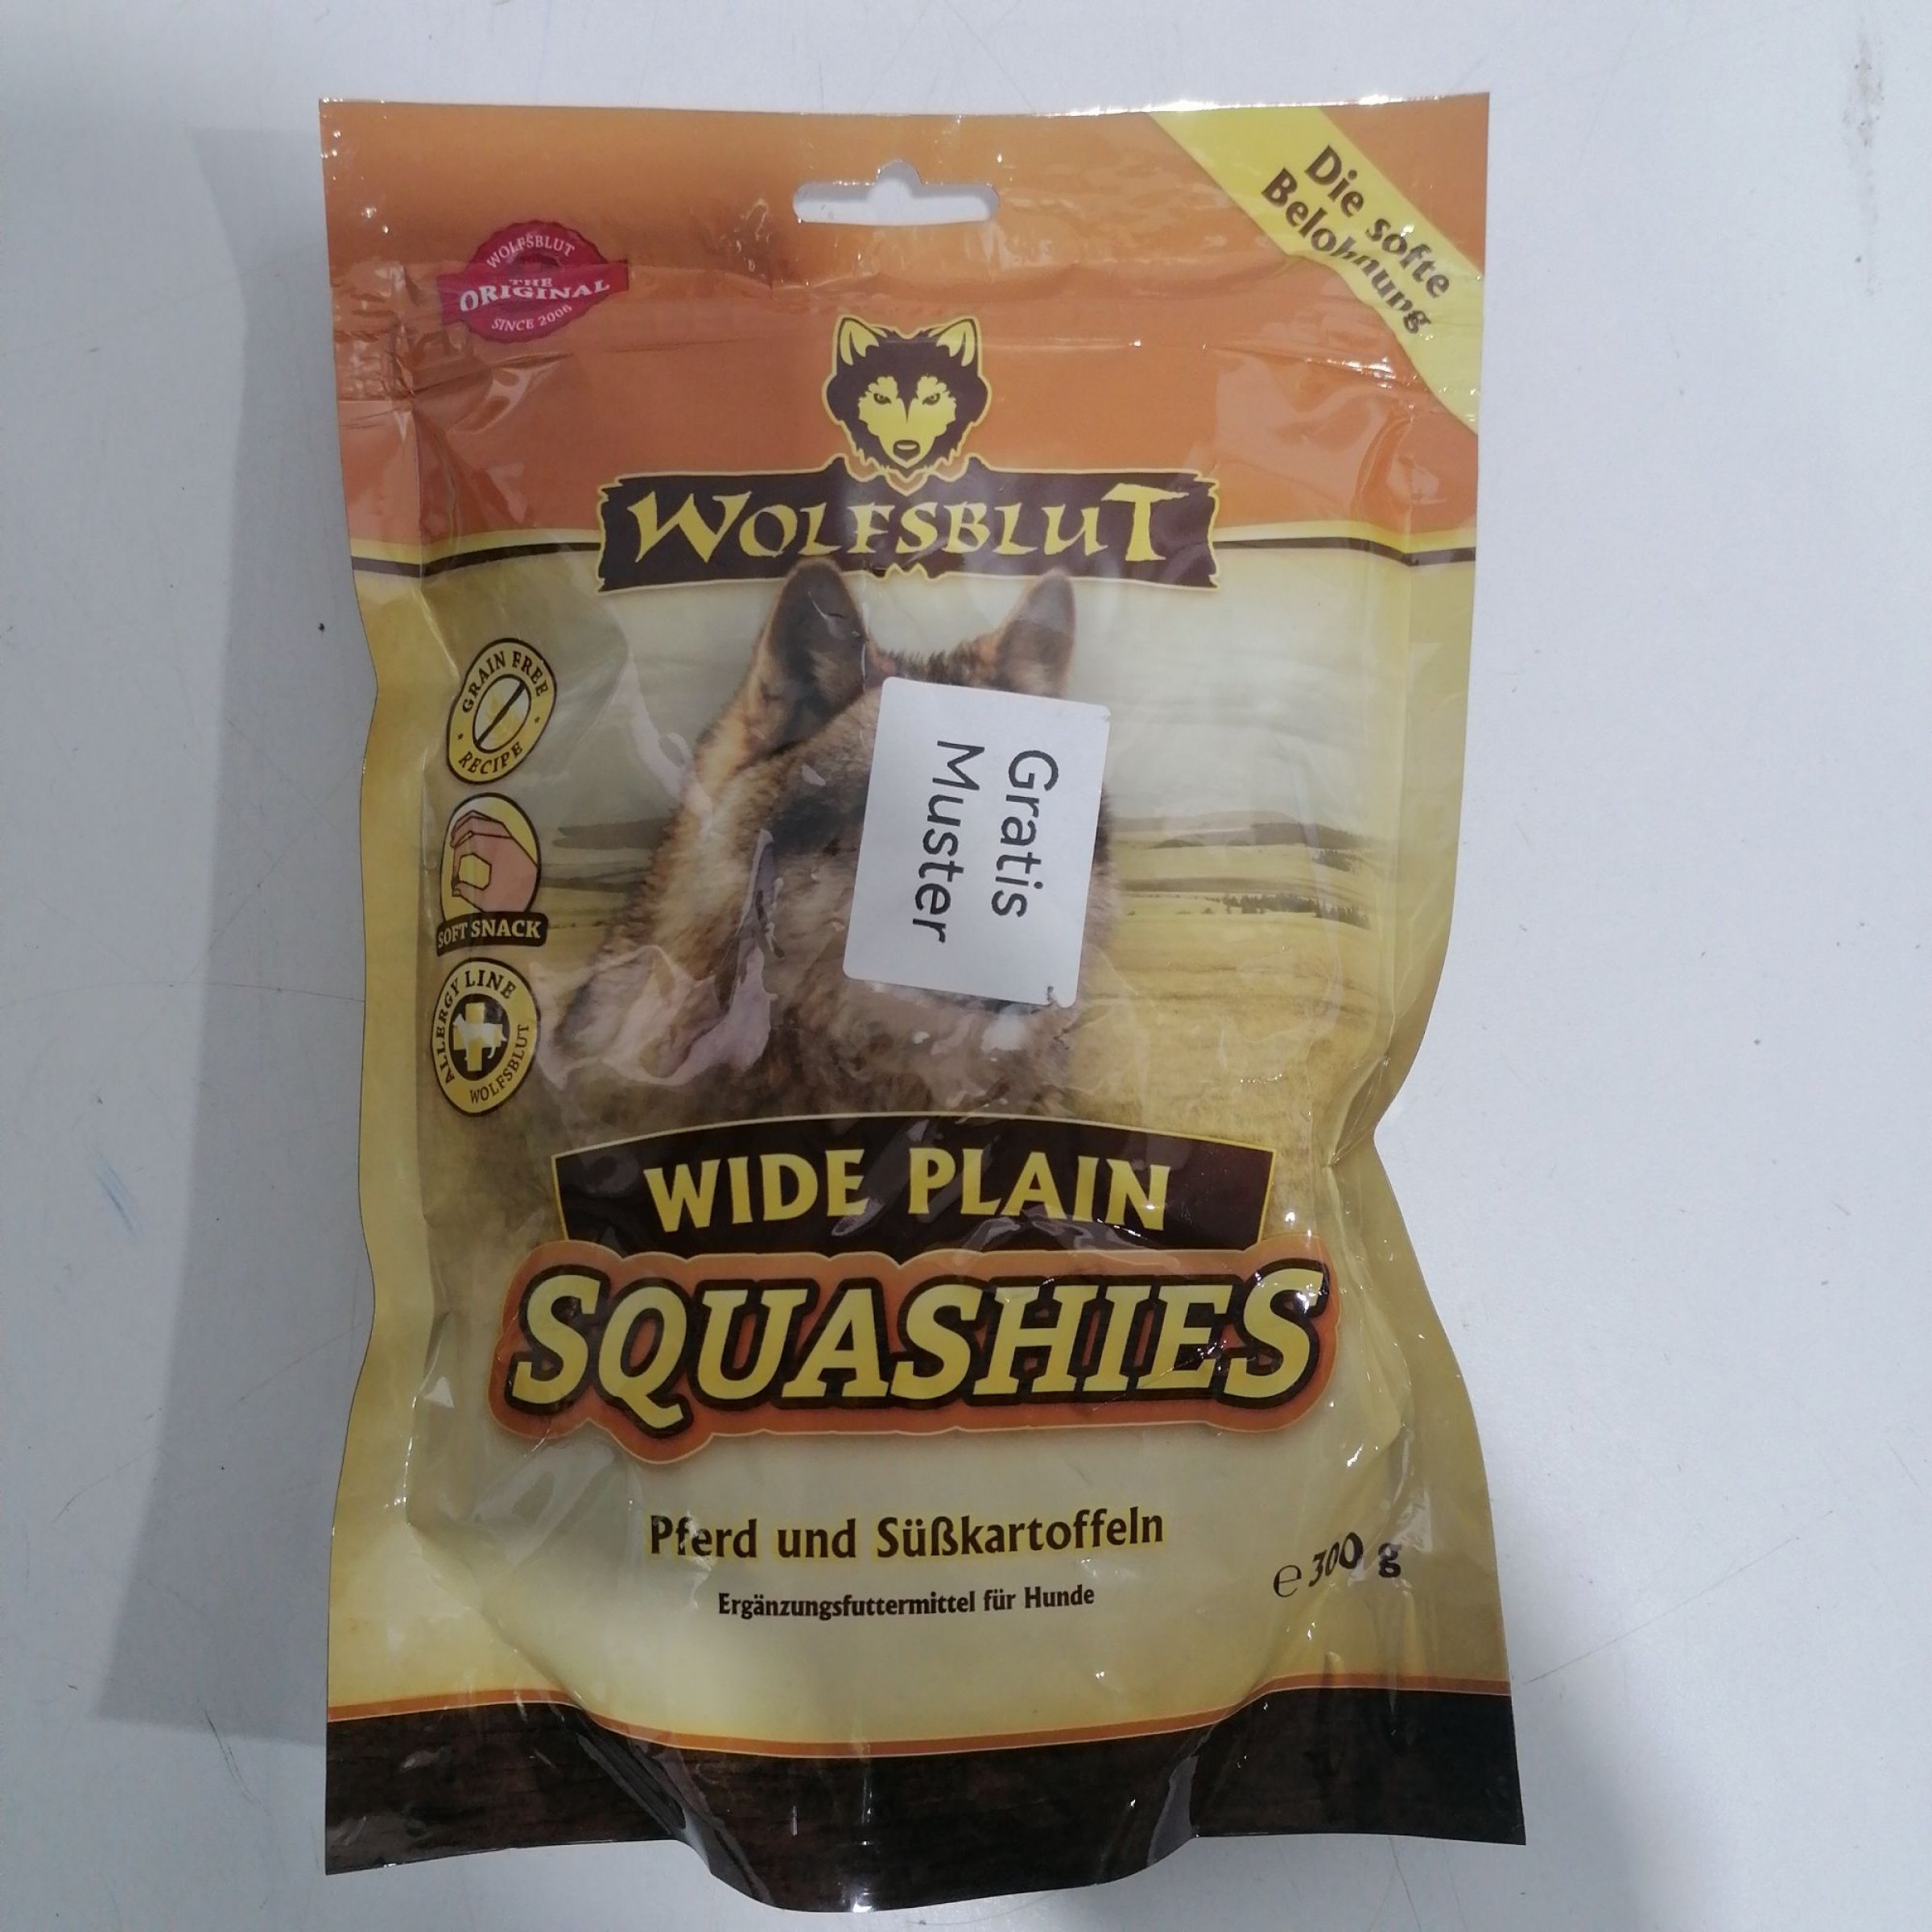 Die softe
Belohnung
WOLFSBLUT
THE
ORIGINAL
SINCE 2006
WOLFSBLUT
GRAIN FREE
RECIPE
Gratis
Muster
SOFT SNACK
ALLERGY LINE
WOLFSBLUT
WIDE PLAIN
SQUASHIES
Pferd und Süßkartoffeln
Ergänzungsfuttermittel für Hunde
℮ 300 g